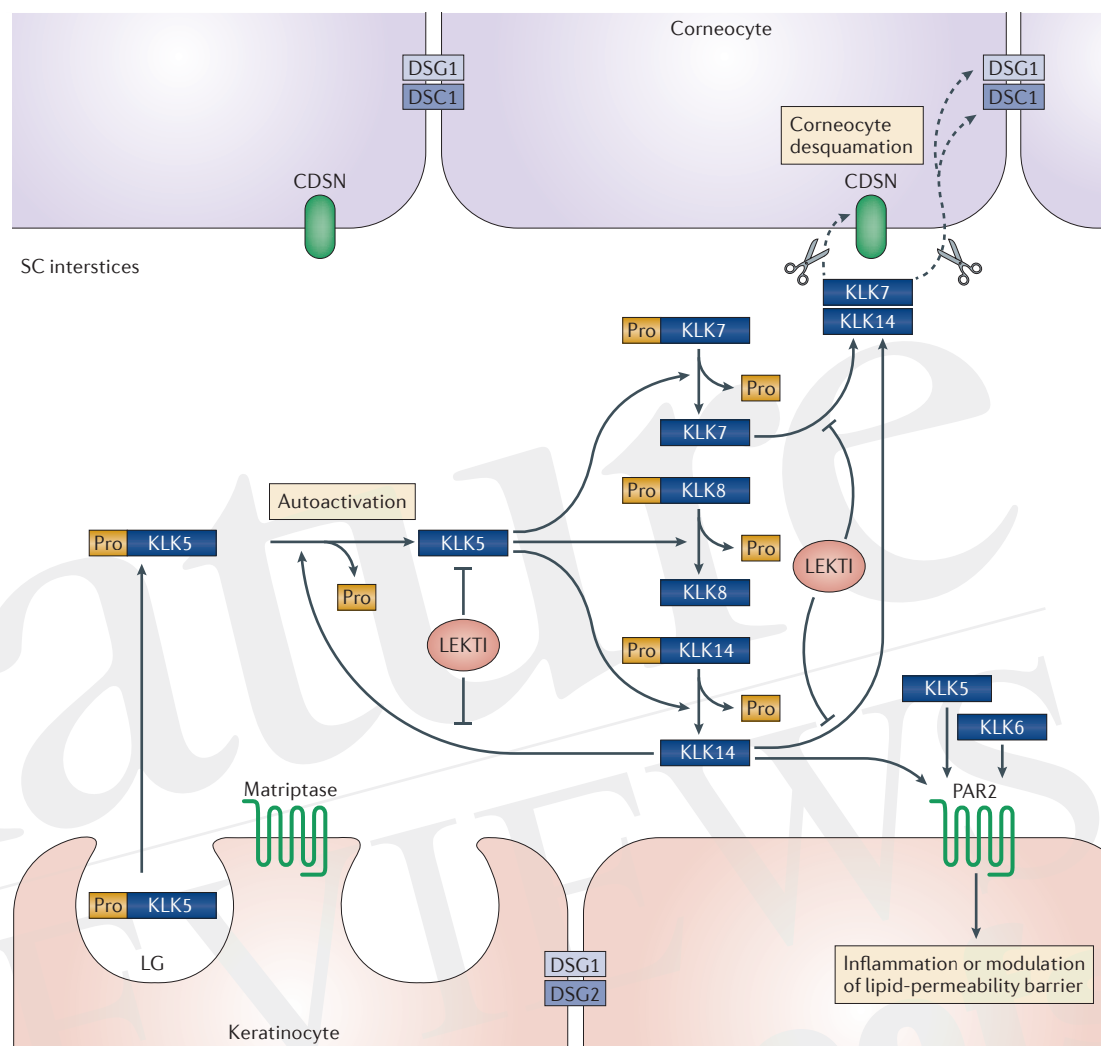 Corneocyte
DSG1
DSC1
DSG1
DSC1
Corneocyte
desquamation
CDSN
CDSN
SC interstices
KLK7
KLK14
Pro KLK7
Pro
KLK7
Pro KLK8
Autoactivation
Pro KLK5
KLK5
Pro
LEKTI
Pro
KLK8
LEKTI
Pro KLK14
KLK5
Pro
KLK6
KLK14
Matriptase
PAR2
Pro KLK5
LG
DSG1
DSG2
Inflammation or modulation
of lipid-permeability barrier
Keratinocyte
nature
REVIEWS